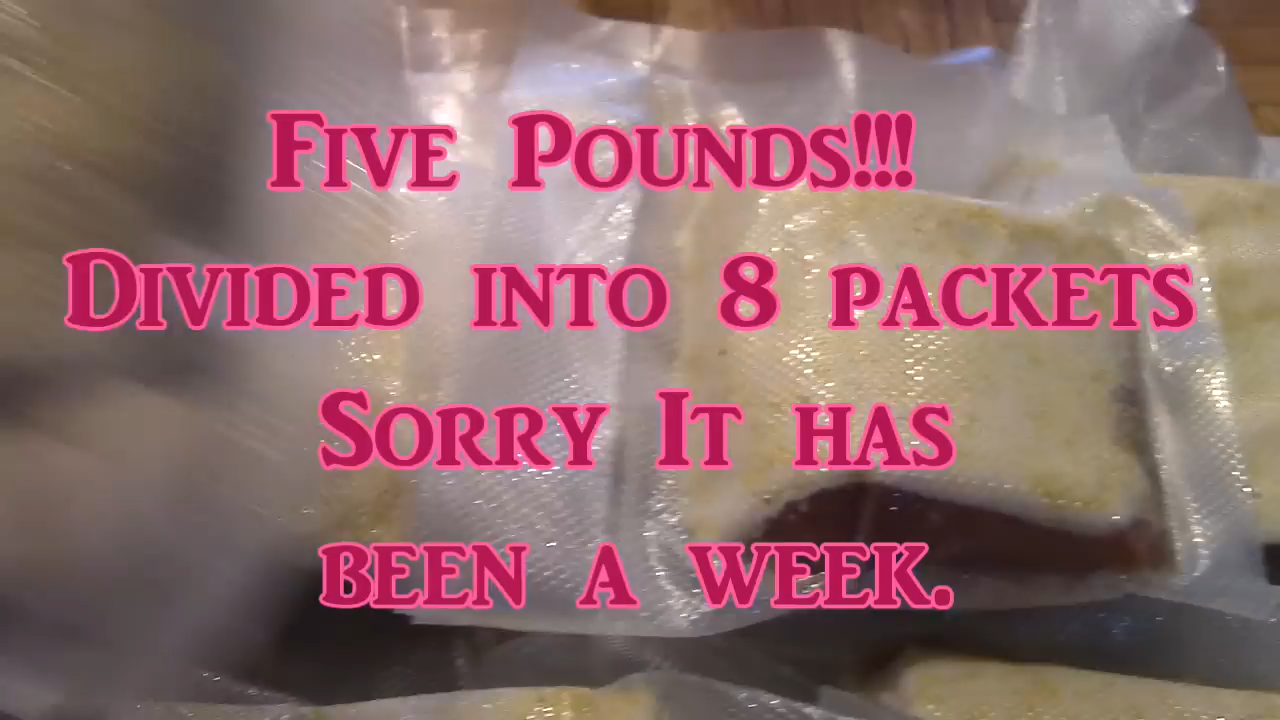 Five Pounds!!!
Divided into 8 packets
Sorry It has
been a week.